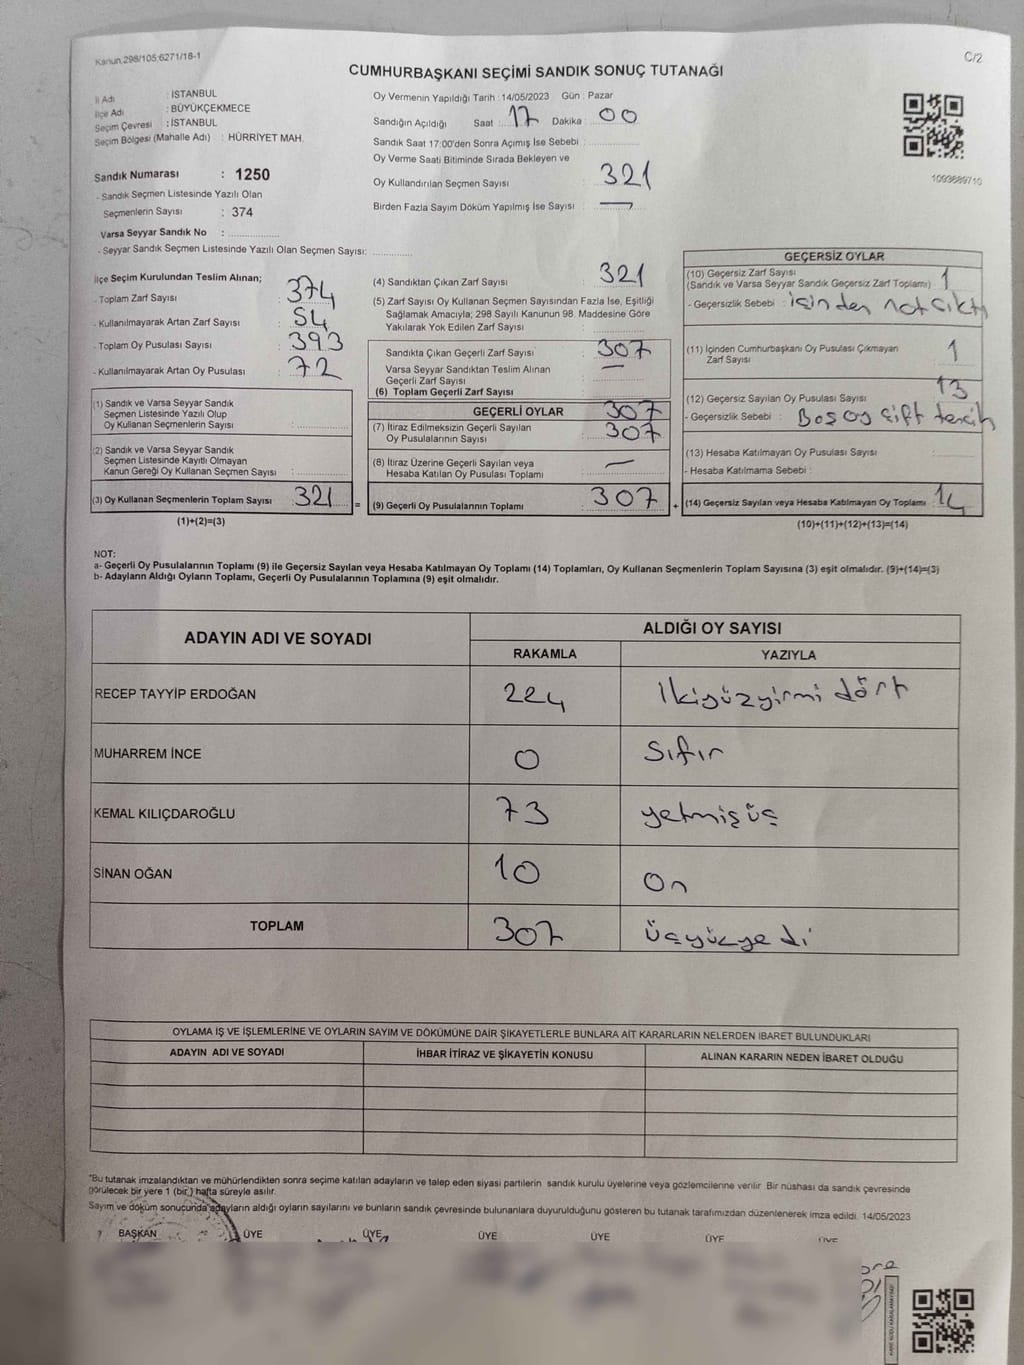 Kanun.298/105:6271/18-1
C/2
CUMHURBAŞKANI SEÇİMİ SANDIK SONUÇ TUTANAĞI
İl Adı : İSTANBUL
İlçe Adı : BÜYÜKÇEKMECE
Seçim Çevresi : İSTANBUL
Seçim Bölgesi (Mahalle Adı) : HÜRRİYET MAH.
Sandık Numarası : 1250
- Sandık Seçmen Listesinde Yazılı Olan
Seçmenlerin Sayısı : 374
Varsa Seyyar Sandık No :
- Seyyar Sandık Seçmen Listesinde Yazılı Olan Seçmen Sayısı:
Oy Vermenin Yapıldığı Tarih : 14/05/2023 Gün : Pazar
Sandığın Açıldığı Saat : 17 Dakika : 00
Sandık Saat 17:00'den Sonra Açımış İse Sebebi :
Oy Verme Saati Bitiminde Sırada Bekleyen ve
Oy Kullandırılan Seçmen Sayısı : 321
Birden Fazla Sayım Döküm Yapılmış İse Sayısı : —
1093689710
İlçe Seçim Kurulundan Teslim Alınan;
- Toplam Zarf Sayısı : 374
- Kullanılmayarak Artan Zarf Sayısı : 54
- Toplam Oy Pusulası Sayısı : 393
- Kullanılmayarak Artan Oy Pusulası : 72
(1) Sandık ve Varsa Seyyar Sandık
Seçmen Listesinde Yazılı Olup
Oy Kullanan Seçmenlerin Sayısı :
(2) Sandık ve Varsa Seyyar Sandık
Seçmen Listesinde Kayıtlı Olmayan
Kanun Gereği Oy Kullanan Seçmen Sayısı :
(3) Oy Kullanan Seçmenlerin Toplam Sayısı : 321
(1)+(2)=(3)
=
(4) Sandıktan Çıkan Zarf Sayısı : 321
(5) Zarf Sayısı Oy Kullanan Seçmen Sayısından Fazla İse, Eşitliği
Sağlamak Amacıyla; 298 Sayılı Kanunun 98. Maddesine Göre
Yakılarak Yok Edilen Zarf Sayısı :
Sandıkta Çıkan Geçerli Zarf Sayısı : 307
Varsa Seyyar Sandıktan Teslim Alınan
Geçerli Zarf Sayısı : —
(6) Toplam Geçerli Zarf Sayısı :
GEÇERLİ OYLAR 307
(7) İtiraz Edilmeksizin Geçerli Sayılan
Oy Pusulalarının Sayısı : 307
(8) İtiraz Üzerine Geçerli Sayılan veya
Hesaba Katılan Oy Pusulası Toplamı : —
(9) Geçerli Oy Pusulalarının Toplamı : 307
+
GEÇERSİZ OYLAR
(10) Geçersiz Zarf Sayısı
(Sandık ve Varsa Seyyar Sandık Geçersiz Zarf Toplamı) : 1
- Geçersizlik Sebebi : içinden not çıktı
(11) İçinden Cumhurbaşkanı Oy Pusulası Çıkmayan
Zarf Sayısı : 1
(12) Geçersiz Sayılan Oy Pusulası Sayısı : 13
- Geçersizlik Sebebi : Boş oy çift tercih
(13) Hesaba Katılmayan Oy Pusulası Sayısı :
- Hesaba Katılmama Sebebi :
(14) Geçersiz Sayılan veya Hesaba Katılmayan Oy Toplamı : 14
(10)+(11)+(12)+(13)=(14)
NOT:
a- Geçerli Oy Pusulalarının Toplamı (9) ile Geçersiz Sayılan veya Hesaba Katılmayan Oy Toplamı (14) Toplamları, Oy Kullanan Seçmenlerin Toplam Sayısına (3) eşit olmalıdır. (9)+(14)=(3)
b- Adayların Aldığı Oyların Toplamı, Geçerli Oy Pusulalarının Toplamına (9) eşit olmalıdır.
ADAYIN ADI VE SOYADI ALDIĞI OY SAYISI
RAKAMLA YAZIYLA
RECEP TAYYİP ERDOĞAN 224 İkiyüzyirmi dört
MUHARREM İNCE 0 Sıfır
KEMAL KILIÇDAROĞLU 73 yetmişüç
SİNAN OĞAN 10 On
TOPLAM 307 üçyüzyedi
OYLAMA İŞ VE İŞLEMLERİNE VE OYLARIN SAYIM VE DÖKÜMÜNE DAİR ŞİKAYETLERLE BUNLARA AİT KARARLARIN NELERDEN İBARET BULUNDUKLARI
ADAYIN ADI VE SOYADI İHBAR İTİRAZ VE ŞİKAYETİN KONUSU ALINAN KARARIN NEDEN İBARET OLDUĞU
*Bu tutanak imzalandıktan ve mühürlendikten sonra seçime katılan adayların ve talep eden siyasi partilerin sandık kurulu üyelerine veya gözlemcilerine verilir. Bir nüshası da sandık çevresinde
görülecek bir yere 1 (bir) hafta süreyle asılır.
Sayım ve döküm sonucunda adayların aldığı oyların sayılarını ve bunların sandık çevresinde bulunanlara duyurulduğunu gösteren bu tutanak tarafımızdan düzenlenerek imza edildi. 14/05/2023
BAŞKAN ÜYE ÜYE ÜYE ÜYE ÜYE ÜYE